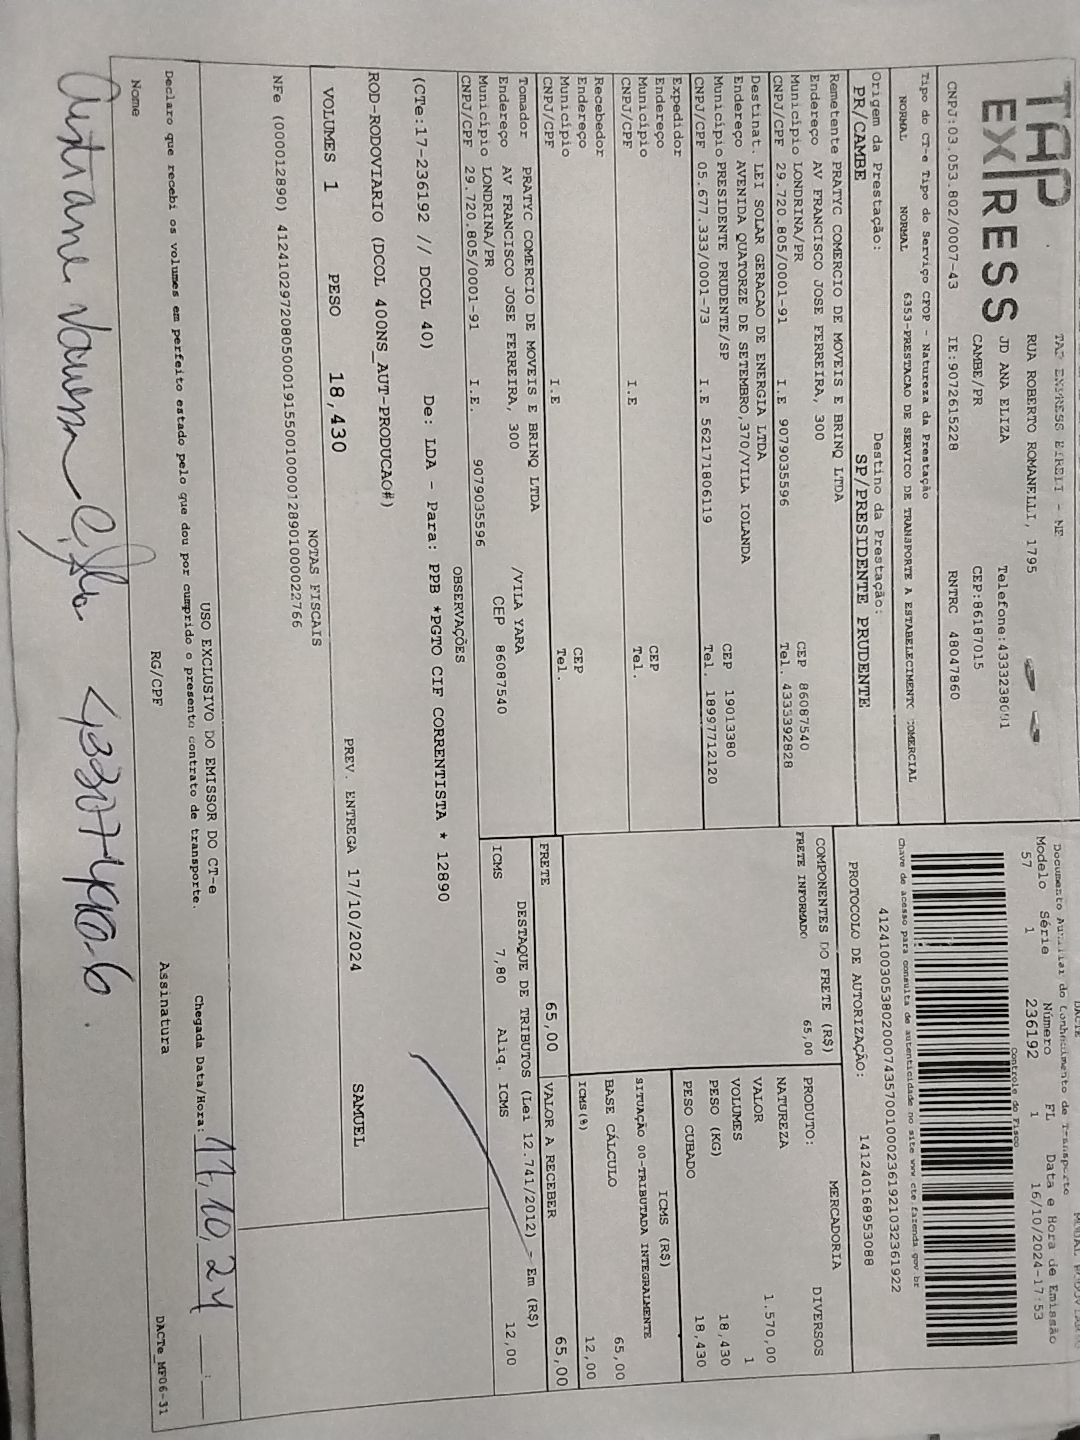 TAP
EXPRESS
TAP EXPRESS EIRELI - ME
RUA ROBERTO ROMANELLI, 1795
JD ANA ELIZA Telefone:4333238001
CAMBE/PR CEP:86187015
CNPJ:03.053.802/0007-43 IE:9072615228 RNTRC 48047860
DACTE
Documento Auxiliar do Conhecimento de Transporte
Modelo Série Número FL Data e Hora de Emissão
57 1 236192 1 16/10/2024-17:53
Controle do Fisco
Chave de acesso para consulta de autenticidade no site www.cte.fazenda.gov.br
41241003053802000743570010002361921032361922
PROTOCOLO DE AUTORIZAÇÃO: 141240168953088
Tipo do CT-e Tipo do Serviço CFOP - Natureza da Prestação
NORMAL NORMAL 6353-PRESTACAO DE SERVICO DE TRANSPORTE A ESTABELECIMENTO COMERCIAL
Origem da Prestação: Destino da Prestação:
PR/CAMBE SP/PRESIDENTE PRUDENTE
Remetente PRATYC COMERCIO DE MOVEIS E BRINQ LTDA
Endereço AV FRANCISCO JOSE FERREIRA, 300
Município LONDRINA/PR CEP 86087540
CNPJ/CPF 29.720.805/0001-91 I.E 9079035596 Tel. 4333392828
Destinat. LEI SOLAR GERACAO DE ENERGIA LTDA
Endereço AVENIDA QUATORZE DE SETEMBRO,370/VILA IOLANDA
Município PRESIDENTE PRUDENTE/SP CEP 19013380
CNPJ/CPF 05.677.333/0001-73 I.E 562171806119 Tel. 18997712120
Expedidor
Endereço
Município CEP
CNPJ/CPF I.E Tel.
Recebedor
Endereço
Município CEP
CNPJ/CPF I.E Tel.
Tomador PRATYC COMERCIO DE MOVEIS E BRINQ LTDA
Endereço AV FRANCISCO JOSE FERREIRA, 300 /VILA YARA
Município LONDRINA/PR CEP 86087540
CNPJ/CPF 29.720.805/0001-91 I.E. 9079035596
COMPONENTES DO FRETE (R$)
FRETE INFORMADO 65,00
MERCADORIA
PRODUTO: DIVERSOS
NATUREZA
VALOR 1.570,00
VOLUMES 1
PESO (KG) 18,430
PESO CUBADO 18,430
ICMS (R$)
SITUAÇÃO 00-TRIBUTADA INTEGRALMENTE
BASE CÁLCULO 65,00
ICMS(%) 12,00
FRETE 65,00 VALOR A RECEBER 65,00
DESTAQUE DE TRIBUTOS (Lei 12.741/2012) - Em (R$)
ICMS 7,80 Aliq. ICMS 12,00
OBSERVAÇÕES
(CTe:17-236192 // DCOL 40) De: LDA - Para: PPB *PGTO CIF CORRENTISTA * 12890
ROD-RODOVIARIO (DCOL 400NS_AUT-PRODUCAO#)
SAMUEL
VOLUMES 1 PESO 18,430 PREV. ENTREGA 17/10/2024
NOTAS FISCAIS
NFe (000012890) 41241029720805000191550010000128901000022766
USO EXCLUSIVO DO EMISSOR DO CT-e
Declaro que recebi os volumes em perfeito estado pelo que dou por cumprido o presente contrato de transporte. Chegada Data/Hora: 17/10/24 :
Nome RG/CPF Assinatura DACTe_MF06-31